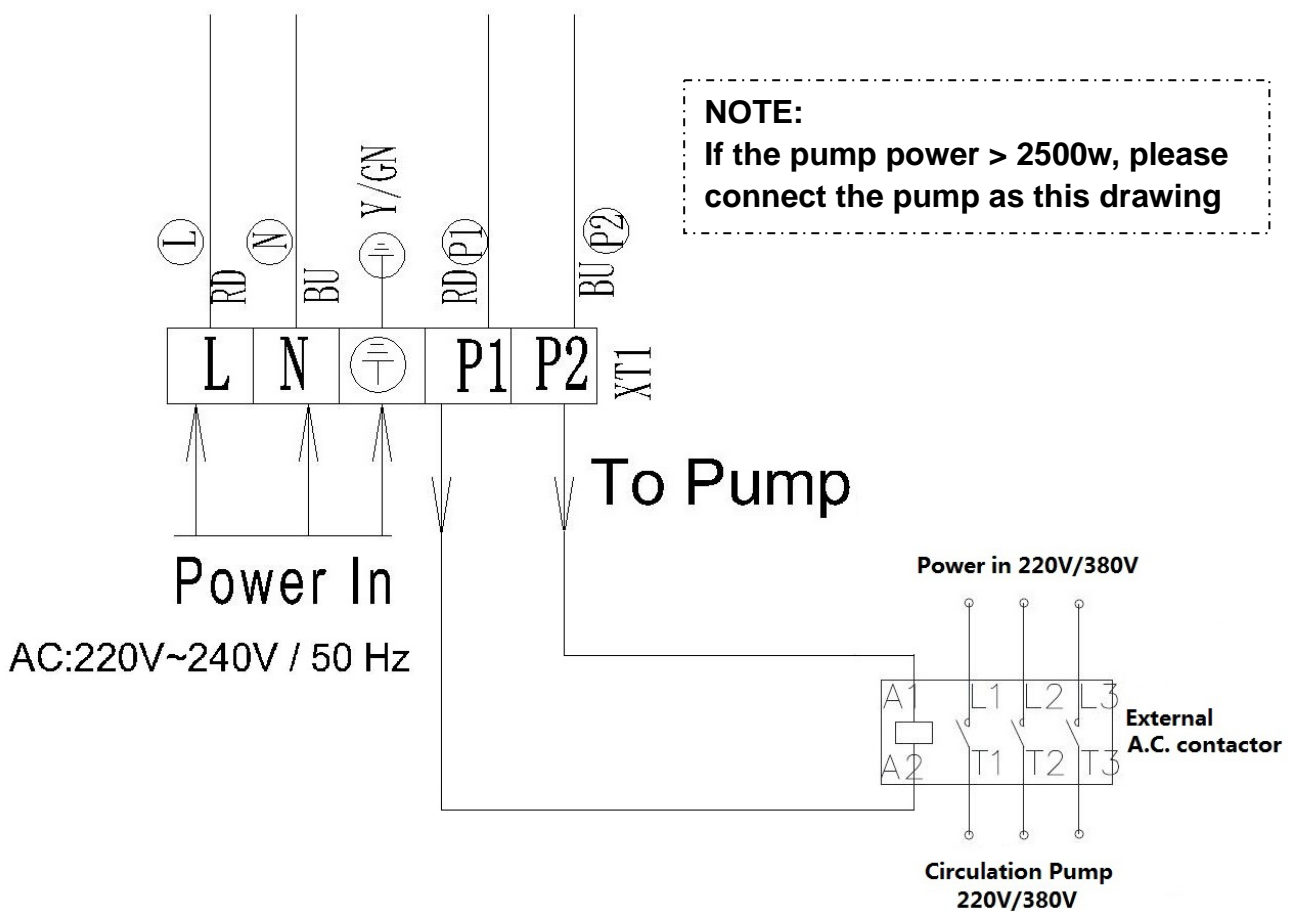 NOTE:
If the pump power > 2500w, please
connect the pump as this drawing
L
RD
N
BU
Y/GN
RD
P1
BU
P2
L N P1 P2
XT1
To Pump
Power In
AC:220V~240V / 50 Hz
Power in 220V/380V
A1 L1 L2 L3
A2 T1 T2 T3
External
A.C. contactor
Circulation Pump
220V/380V